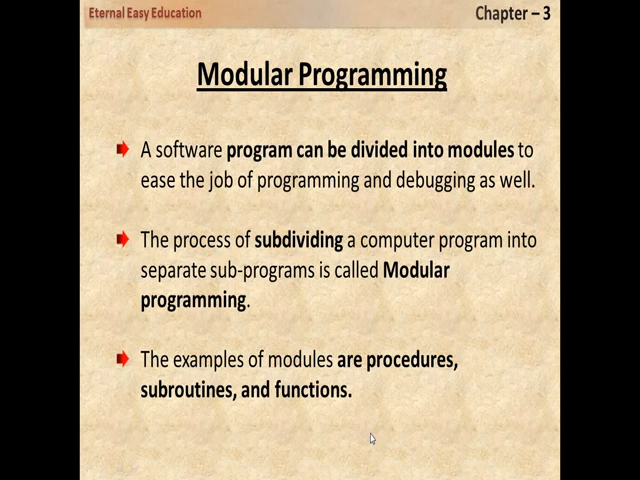 Eternal Easy Education
Chapter – 3
Modular Programming
A software program can be divided into modules to
ease the job of programming and debugging as well.
The process of subdividing a computer program into
separate sub-programs is called Modular
programming.
The examples of modules are procedures,
subroutines, and functions.